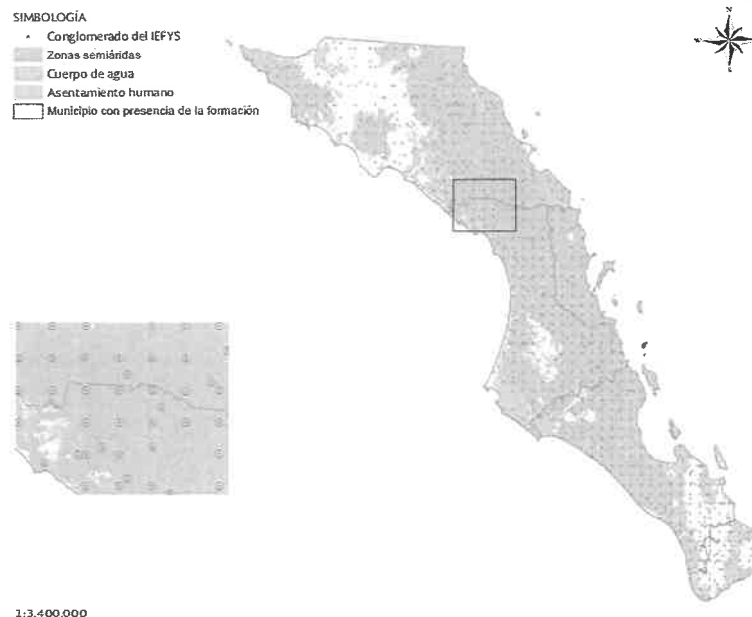 SIMBOLOGÍA
Conglomerado del IEFYS
Zonas semiáridas
Cuerpo de agua
Asentamiento humano
Municipio con presencia de la formación
N
1:3,400,000